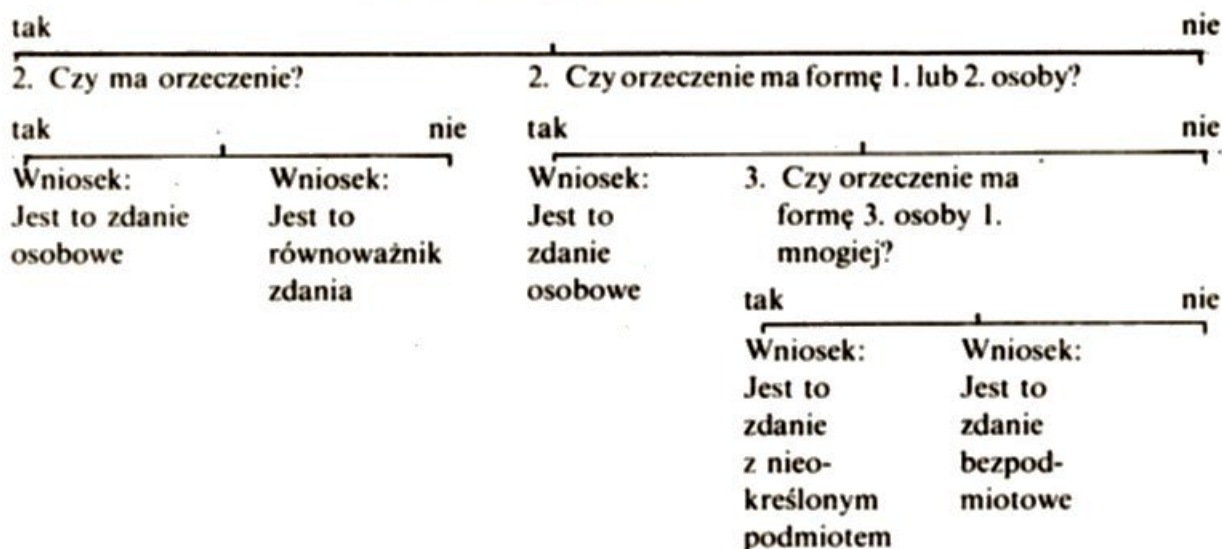 tak nie
2. Czy ma orzeczenie? 2. Czy orzeczenie ma formę 1. lub 2. osoby?
tak nie tak nie
Wniosek: Wniosek: Wniosek: 3. Czy orzeczenie ma
Jest to zdanie Jest to Jest to formę 3. osoby 1.
osobowe równoważnik zdanie mnogiej?
zdania osobowe
tak nie
Wniosek: Wniosek:
Jest to Jest to
zdanie zdanie
z nieo- bezpod-
kreślonym miotowe
podmiotem